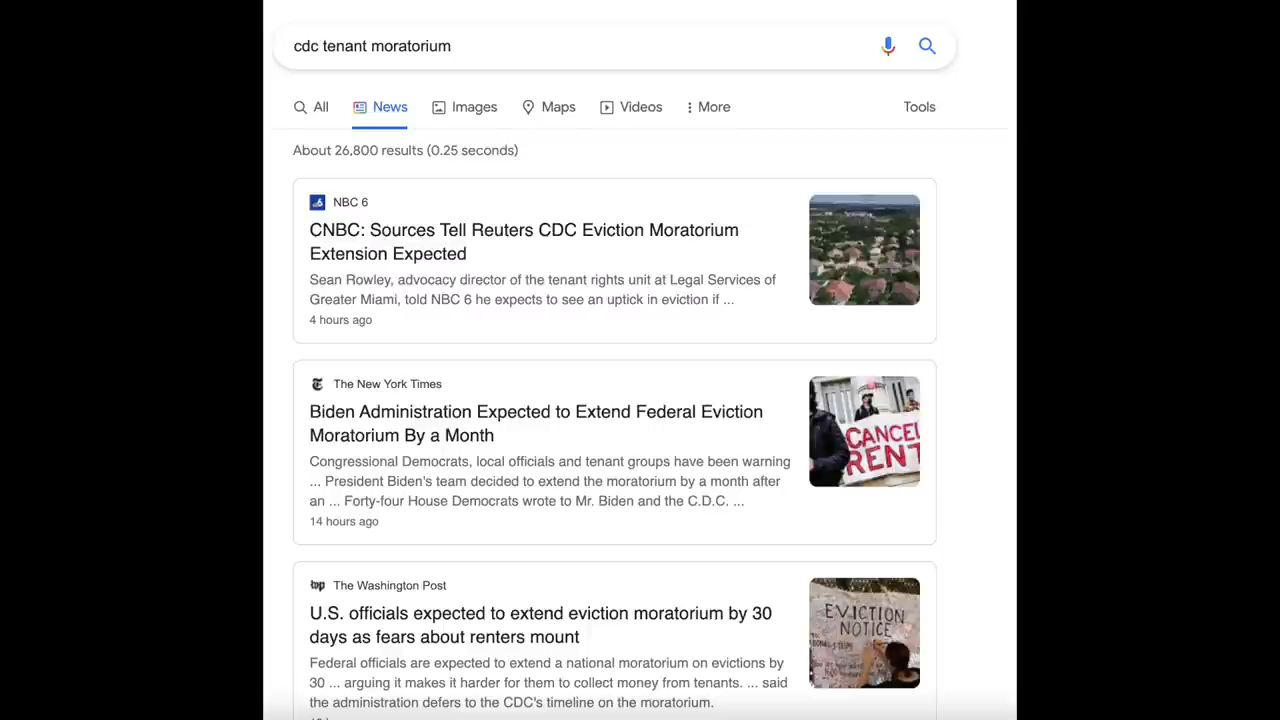 cdc tenant moratorium
All News Images Maps Videos More Tools
About 26,800 results (0.25 seconds)
NBC 6
CNBC: Sources Tell Reuters CDC Eviction Moratorium
Extension Expected
Sean Rowley, advocacy director of the tenant rights unit at Legal Services of
Greater Miami, told NBC 6 he expects to see an uptick in eviction if ...
4 hours ago
The New York Times
Biden Administration Expected to Extend Federal Eviction
Moratorium By a Month
Congressional Democrats, local officials and tenant groups have been warning
... President Biden's team decided to extend the moratorium by a month after
an ... Forty-four House Democrats wrote to Mr. Biden and the C.D.C. ...
14 hours ago
CANCEL
RENT
The Washington Post
U.S. officials expected to extend eviction moratorium by 30
days as fears about renters mount
Federal officials are expected to extend a national moratorium on evictions by
30 ... arguing it makes it harder for them to collect money from tenants. ... said
the administration defers to the CDC's timeline on the moratorium.
EVICTION
NOTICE